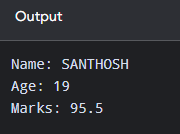 Output
Name: SANTHOSH
Age: 19
Marks: 95.5